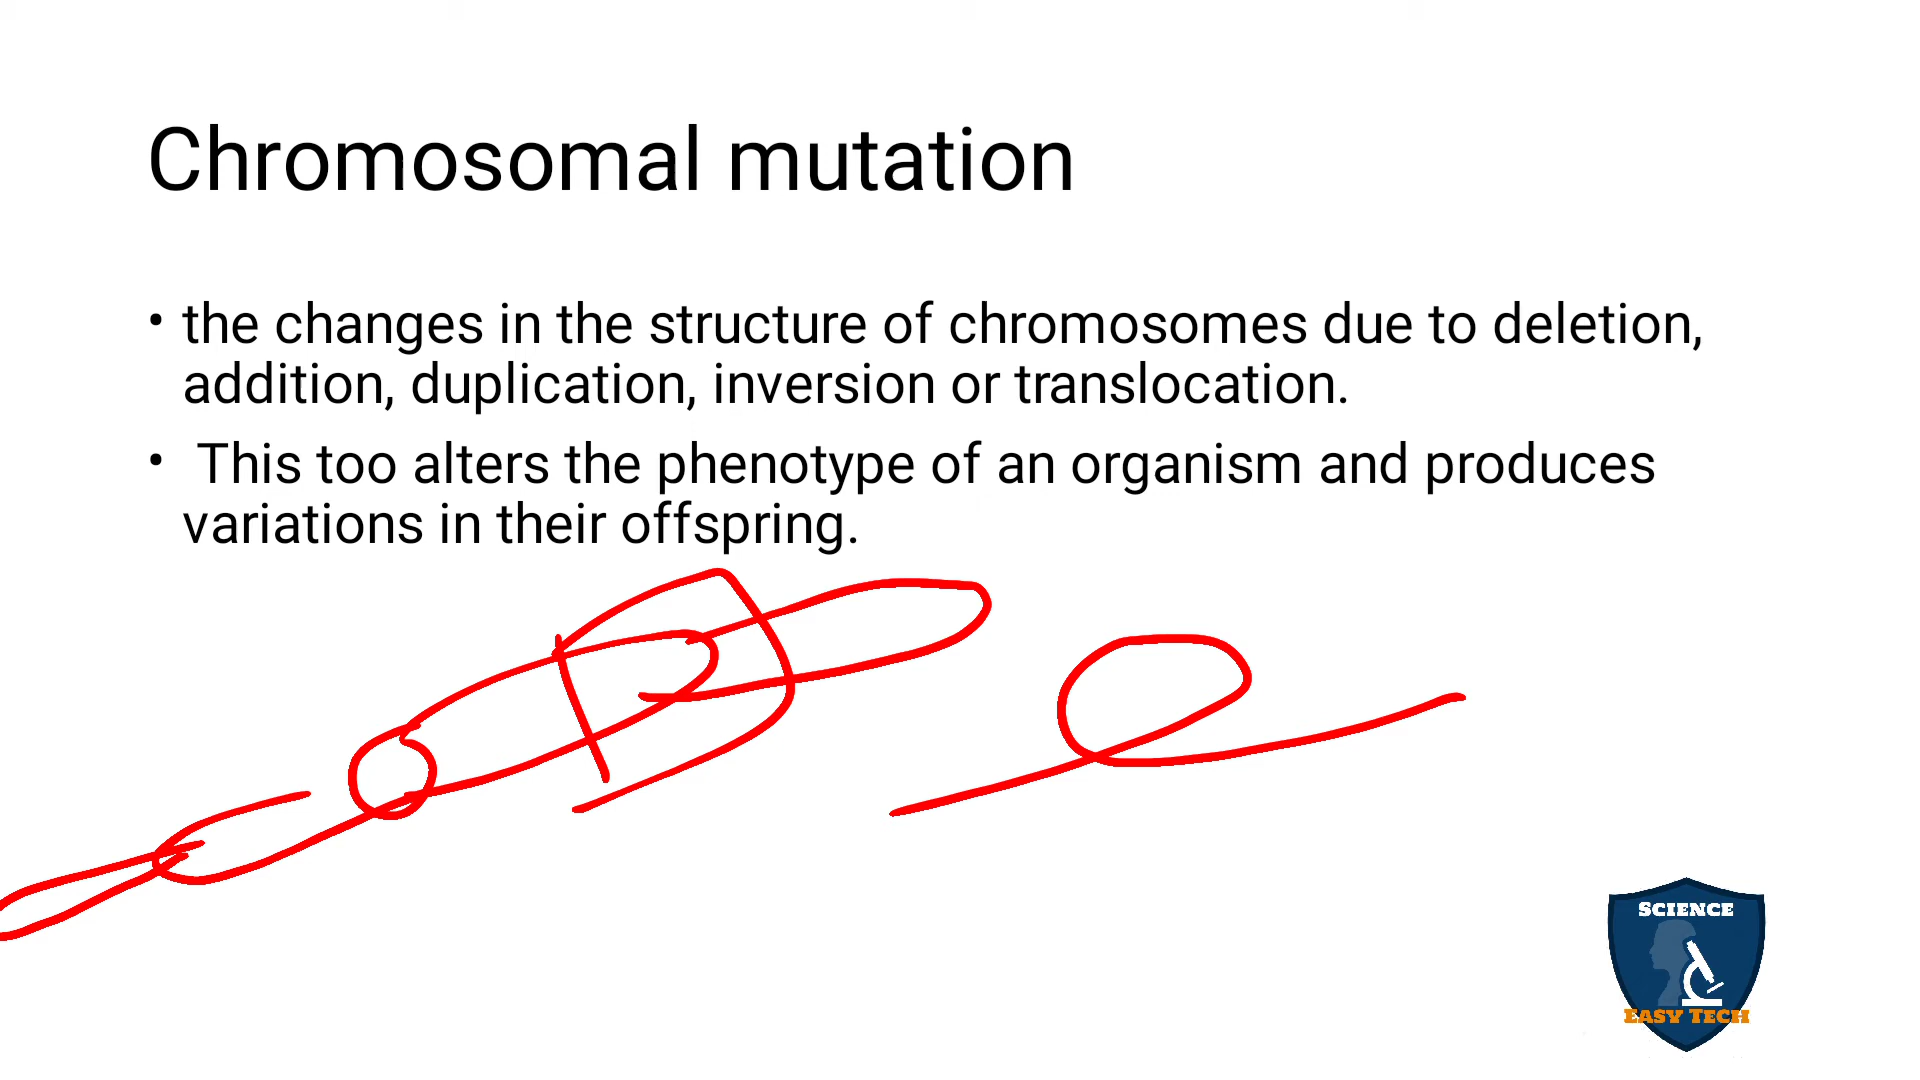 Chromosomal mutation
• the changes in the structure of chromosomes due to deletion,
addition, duplication, inversion or translocation.
• This too alters the phenotype of an organism and produces
variations in their offspring.
SCIENCE
EASY TECH